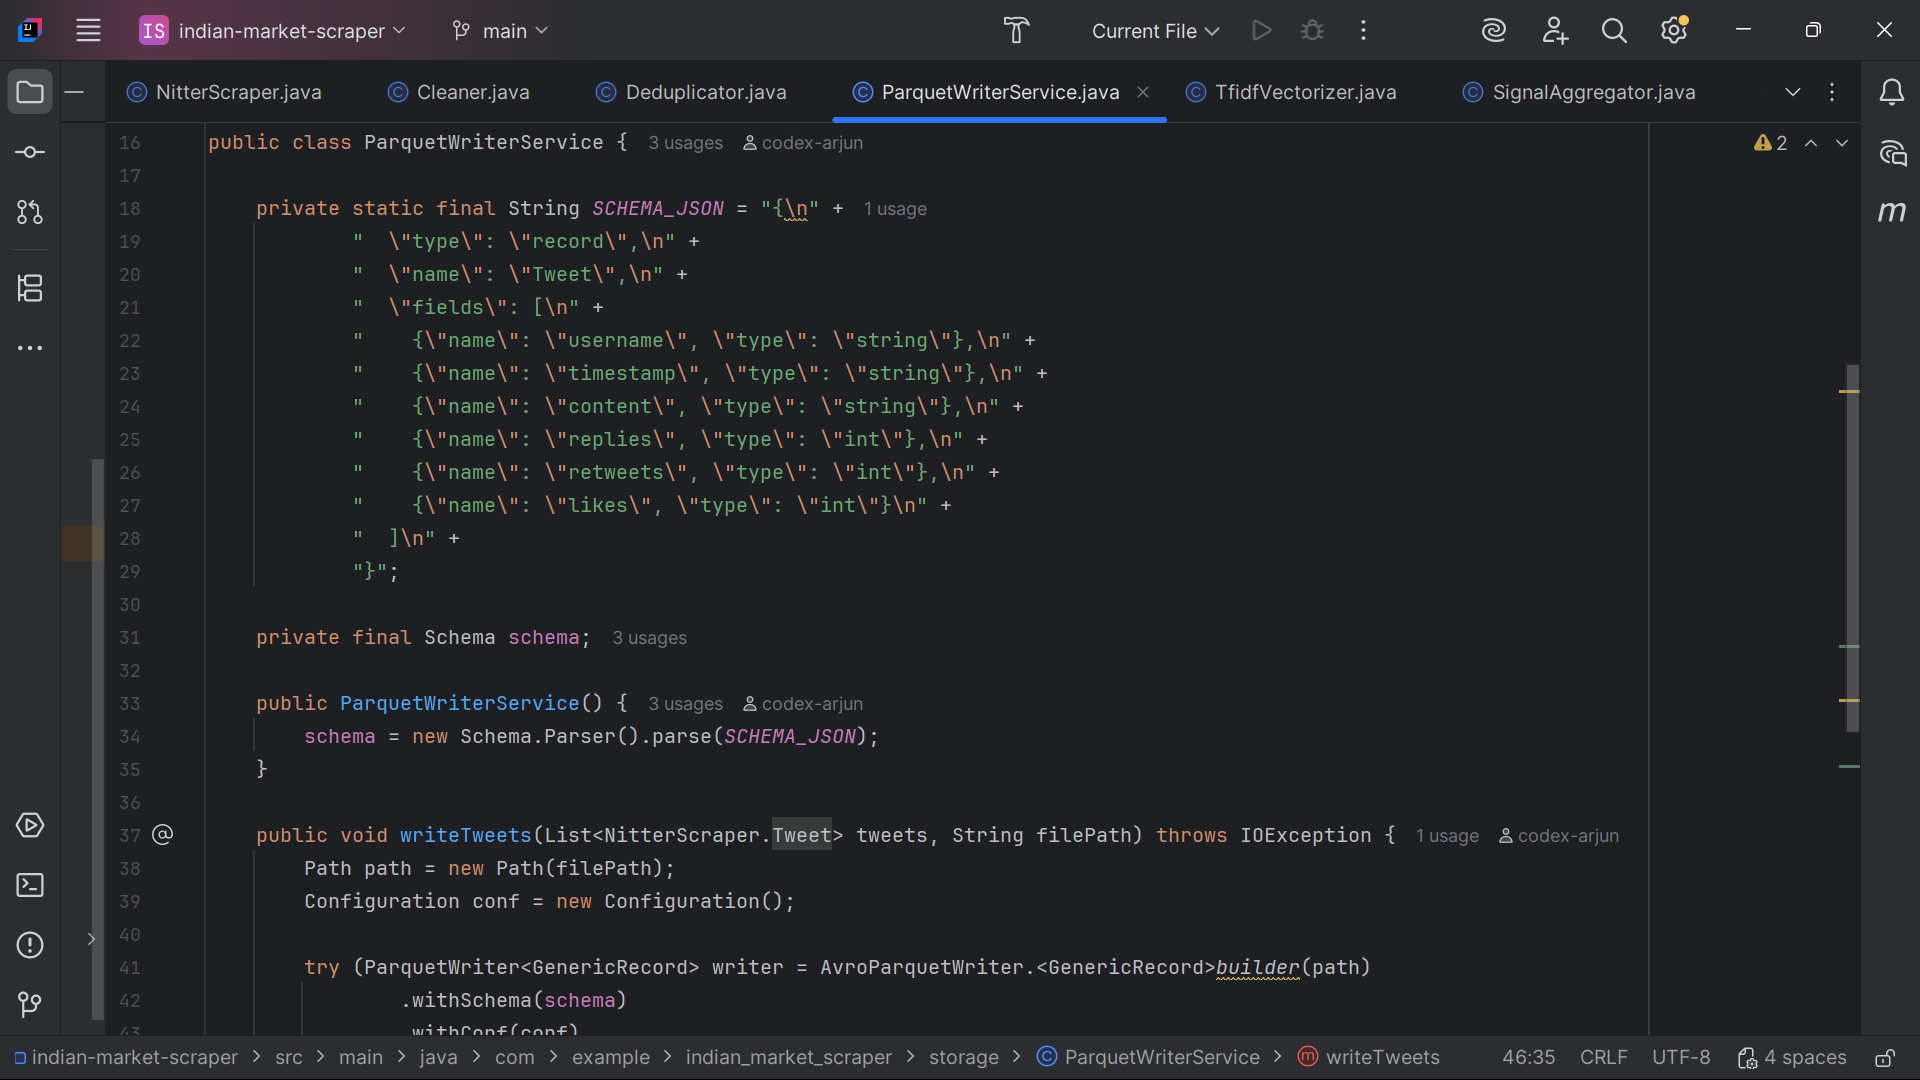 IS indian-market-scraper main Current File
NitterScraper.java Cleaner.java Deduplicator.java ParquetWriterService.java TfidfVectorizer.java SignalAggregator.java
16 public class ParquetWriterService { 3 usages codex-arjun 2
17
18 private static final String SCHEMA_JSON = "{\n" + 1 usage
19 "  \"type\": \"record\",\n" +
20 "  \"name\": \"Tweet\",\n" +
21 "  \"fields\": [\n" +
22 "    {\"name\": \"username\", \"type\": \"string\"},\n" +
23 "    {\"name\": \"timestamp\", \"type\": \"string\"},\n" +
24 "    {\"name\": \"content\", \"type\": \"string\"},\n" +
25 "    {\"name\": \"replies\", \"type\": \"int\"},\n" +
26 "    {\"name\": \"retweets\", \"type\": \"int\"},\n" +
27 "    {\"name\": \"likes\", \"type\": \"int\"}\n" +
28 "  ]\n" +
29 "}";
30
31 private final Schema schema; 3 usages
32
33 public ParquetWriterService() { 3 usages codex-arjun
34 schema = new Schema.Parser().parse(SCHEMA_JSON);
35 }
36
37 @ public void writeTweets(List<NitterScraper.Tweet> tweets, String filePath) throws IOException { 1 usage codex-arjun
38 Path path = new Path(filePath);
39 Configuration conf = new Configuration();
40
41 try (ParquetWriter<GenericRecord> writer = AvroParquetWriter.<GenericRecord>builder(path)
42 .withSchema(schema)
43 .withConf(conf)
indian-market-scraper > src > main > java > com > example > indian_market_scraper > storage > ParquetWriterService > writeTweets 46:35 CRLF UTF-8 4 spaces